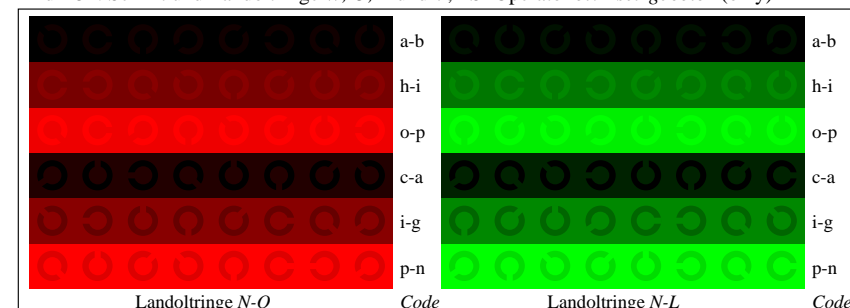 a-b a-b
h-i h-i
o-p o-p
c-a c-a
i-g i-g
p-n p-n
Landoltringe N-O Code Landoltringe N-L Code